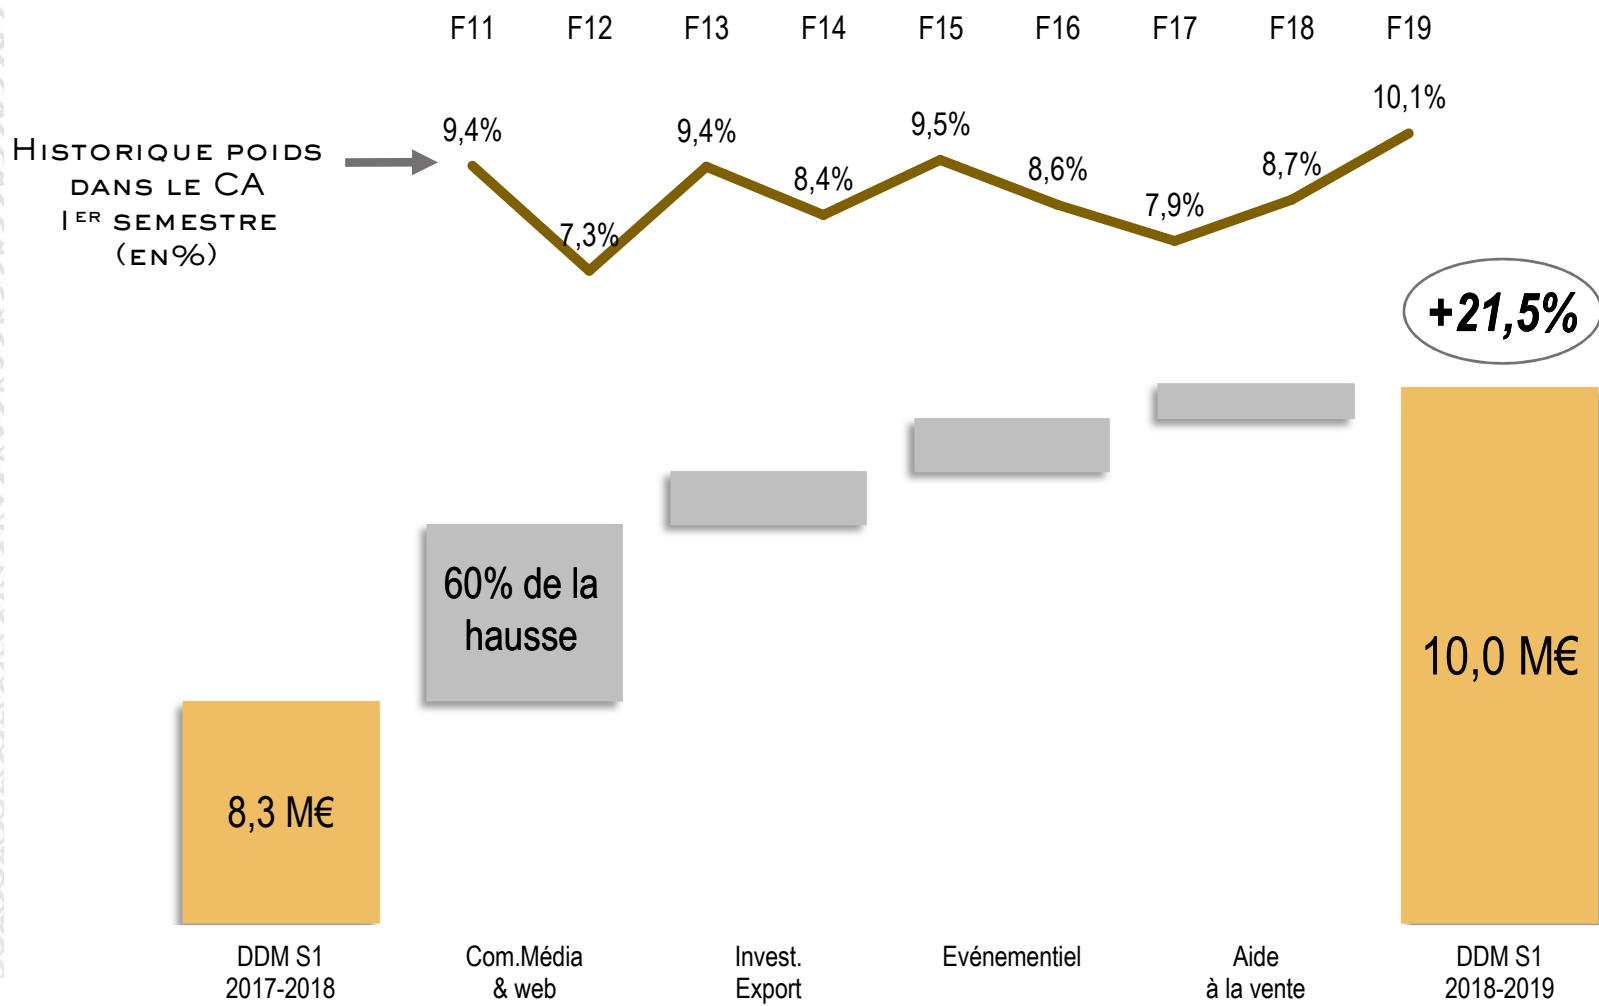 F11 F12 F13 F14 F15 F16 F17 F18 F19
HISTORIQUE POIDS
DANS LE CA
1ER SEMESTRE
(EN%)
9,4% 7,3% 9,4% 8,4% 9,5% 8,6% 7,9% 8,7% 10,1%
+21,5%
60% de la
hausse
8,3 M€
10,0 M€
DDM S1
2017-2018
Com.Média
& web
Invest.
Export
Evénementiel
Aide
à la vente
DDM S1
2018-2019